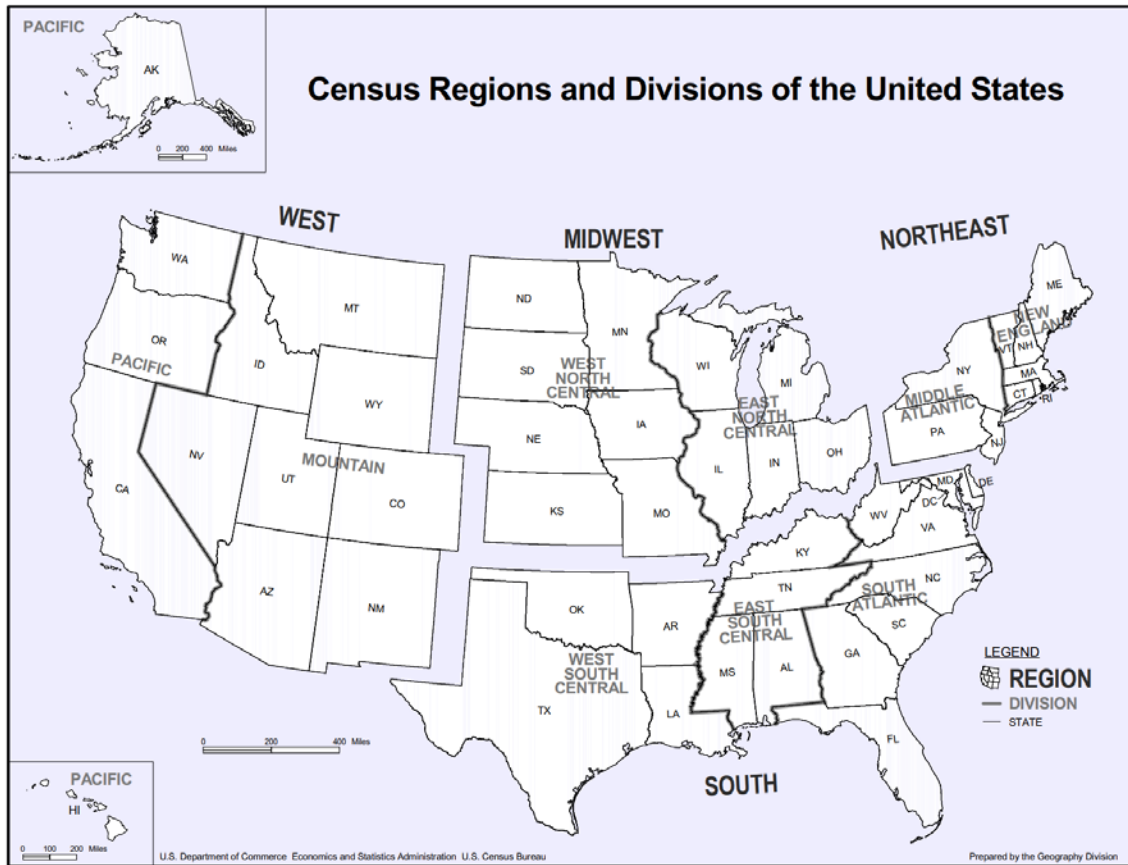 PACIFIC
AK
0 200 400 Miles
Census Regions and Divisions of the United States
WEST
MIDWEST
NORTHEAST
WA
MT
ND
MN
ME
OR
ID
PACIFIC
SD
WEST
NORTH
CENTRAL
WI
MI
NEW
ENGLAND
VT
NH
NY
MA
CT
RI
WY
NE
IA
EAST
NORTH
CENTRAL
MIDDLE
ATLANTIC
PA
NJ
NV
UT
MOUNTAIN
CO
IL
IN
OH
CA
KS
MO
WV
MD
DE
DC
VA
KY
AZ
NM
OK
AR
TN
NC
SOUTH
ATLANTIC
SC
EAST
SOUTH
CENTRAL
MS
AL
GA
WEST
SOUTH
CENTRAL
TX
LA
FL
LEGEND
REGION
DIVISION
STATE
0 200 400 Miles
SOUTH
PACIFIC
HI
0 100 200 Miles
U.S. Department of Commerce Economics and Statistics Administration U.S. Census Bureau
Prepared by the Geography Division